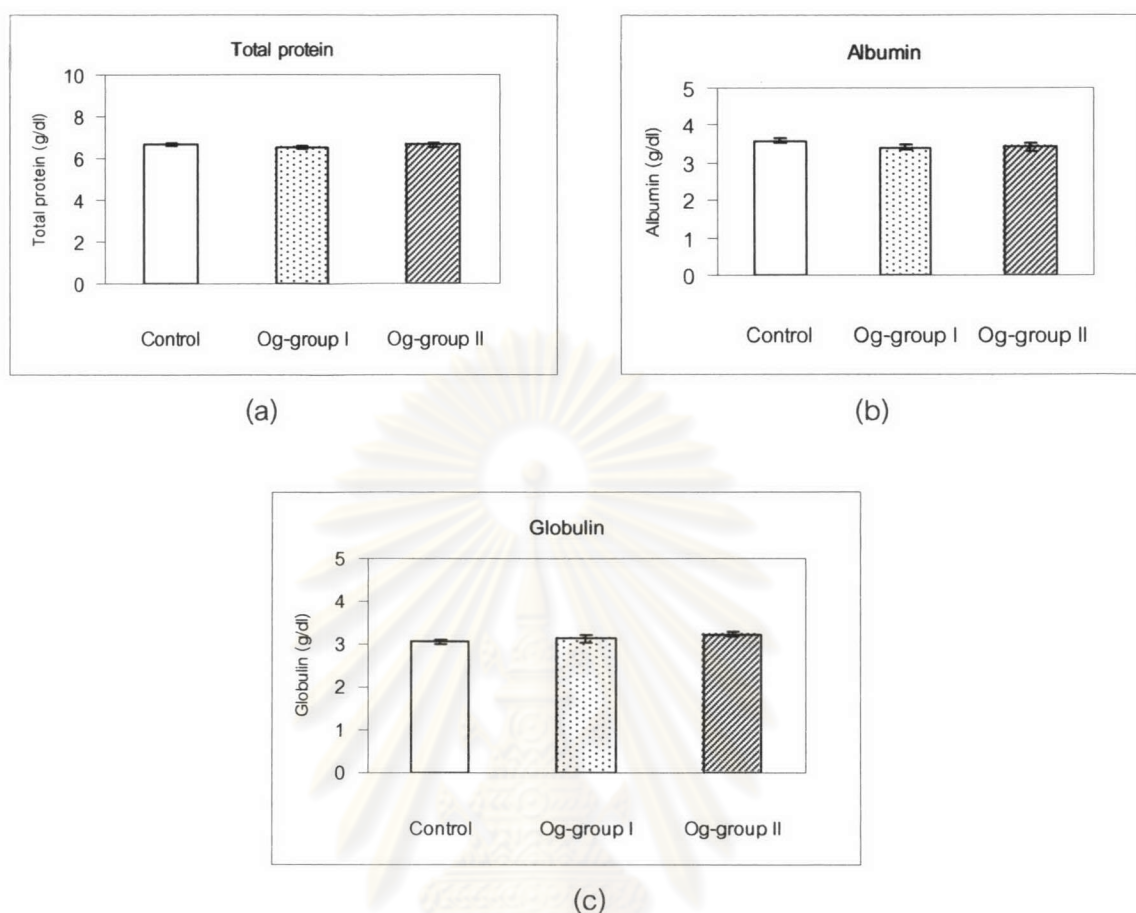 Total protein
10
8
6
4
2
0
Total protein (g/dl)
Control Og-group I Og-group II
(a)
Albumin
5
4
3
2
1
0
Albumin (g/dl)
Control Og-group I Og-group II
(b)
Globulin
5
4
3
2
1
0
Globulin (g/dl)
Control Og-group I Og-group II
(c)